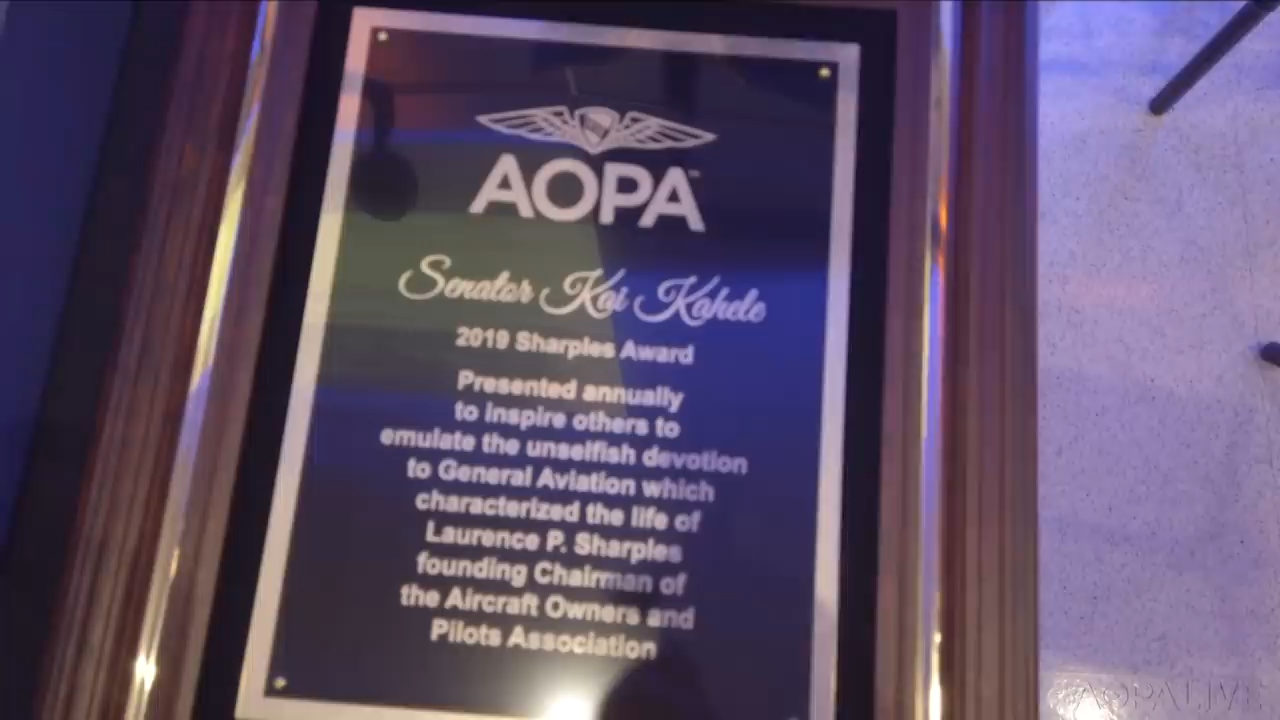 AOPA™
Senator Kai Kahele
2019 Sharples Award
Presented annually
to inspire others to
emulate the unselfish devotion
to General Aviation which
characterized the life of
Laurence P. Sharples
founding Chairman of
the Aircraft Owners and
Pilots Association
AOPA LIVE